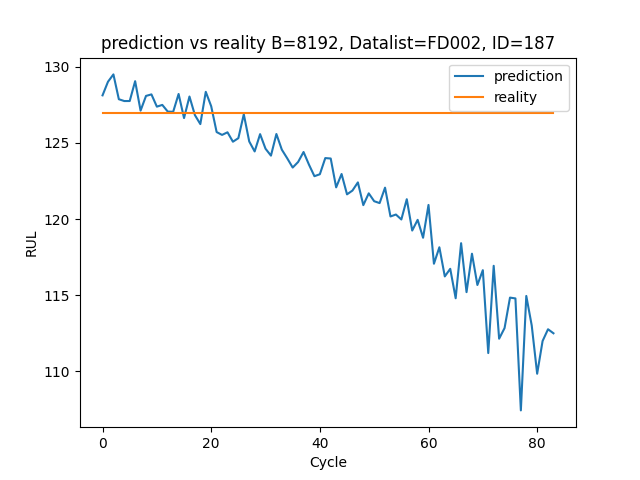 prediction vs reality B=8192, Datalist=FD002, ID=187
prediction
reality
130
125
120
115
110
RUL
0 20 40 60 80
Cycle